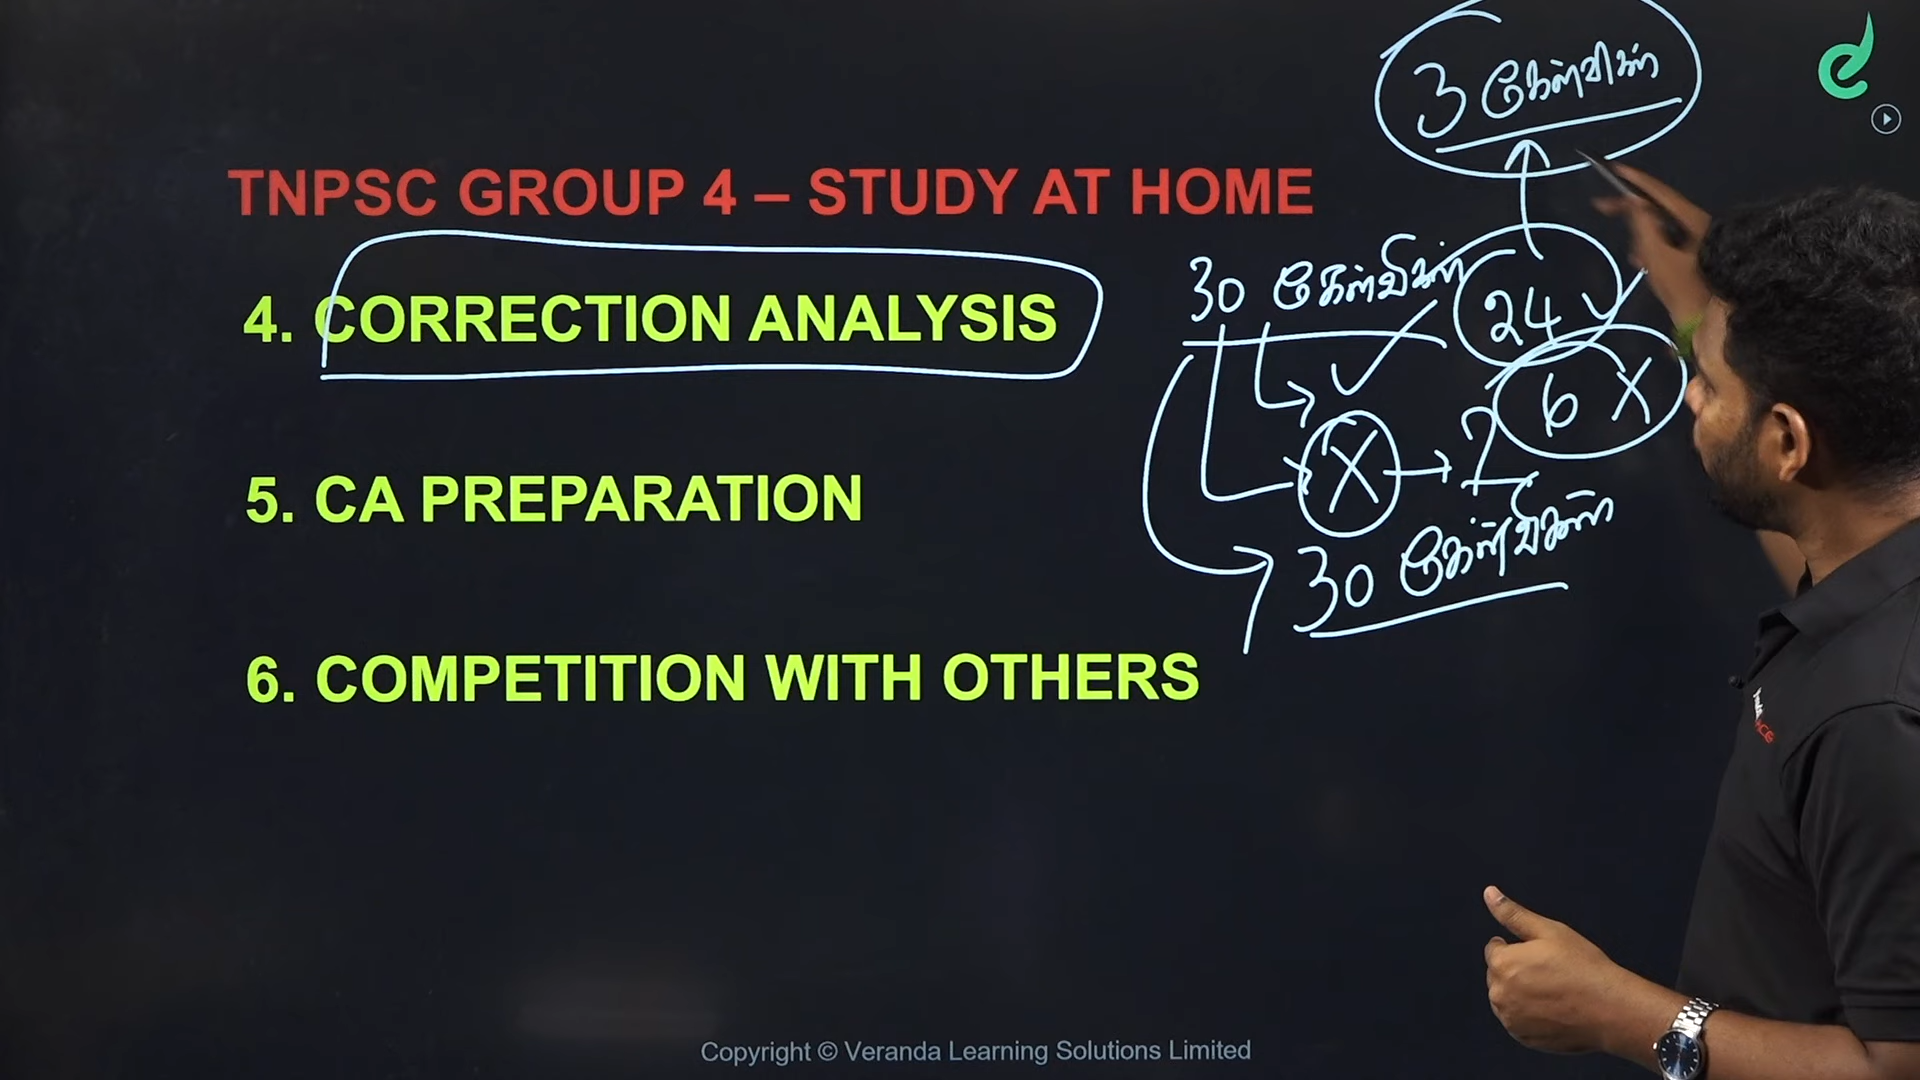 3 கேள்விகள்
TNPSC GROUP 4 – STUDY AT HOME
30 கேள்விகள்
24
4. CORRECTION ANALYSIS
6 X
X
5. CA PREPARATION
30 கேள்விகள்
6. COMPETITION WITH OTHERS
Copyright © Veranda Learning Solutions Limited